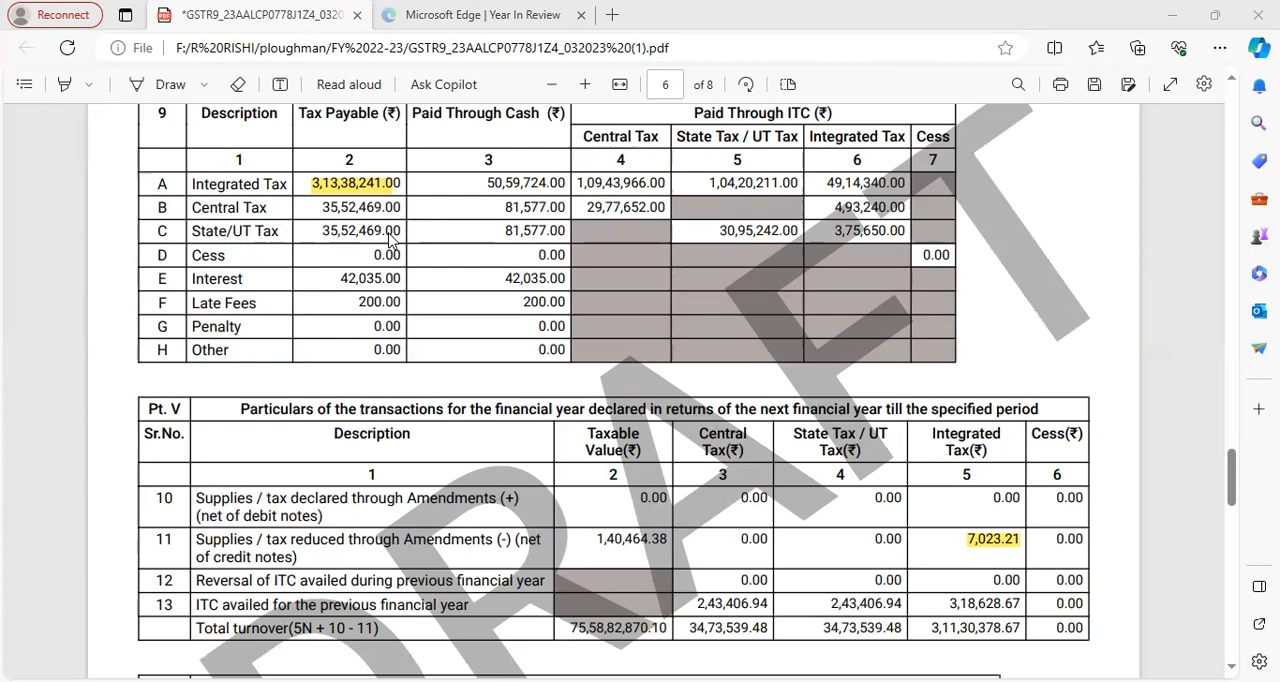 Reconnect *GSTR9_23AALCP0778J1Z4_0320 Microsoft Edge | Year In Review
File F:/R%20RISHI/ploughman/FY%2022-23/GSTR9_23AALCP0778J1Z4_032023%20(1).pdf
Draw Read aloud Ask Copilot 6 of 8
9 Description Tax Payable (₹) Paid Through Cash (₹) Paid Through ITC (₹)
Central Tax State Tax / UT Tax Integrated Tax Cess
1 2 3 4 5 6 7
A Integrated Tax 3,13,38,241.00 50,59,724.00 1,09,43,966.00 1,04,20,211.00 49,14,340.00
B Central Tax 35,52,469.00 81,577.00 29,77,652.00 4,93,240.00
C State/UT Tax 35,52,469.00 81,577.00 30,95,242.00 3,75,650.00
D Cess 0.00 0.00 0.00
E Interest 42,035.00 42,035.00
F Late Fees 200.00 200.00
G Penalty 0.00 0.00
H Other 0.00 0.00
Pt. V Particulars of the transactions for the financial year declared in returns of the next financial year till the specified period
Sr.No. Description Taxable Central State Tax / UT Integrated Cess(₹)
Value(₹) Tax(₹) Tax(₹) Tax(₹)
1 2 3 4 5 6
10 Supplies / tax declared through Amendments (+) 0.00 0.00 0.00 0.00 0.00
(net of debit notes)
11 Supplies / tax reduced through Amendments (-) (net 1,40,464.38 0.00 0.00 7,023.21 0.00
of credit notes)
12 Reversal of ITC availed during previous financial year 0.00 0.00 0.00 0.00
13 ITC availed for the previous financial year 2,43,406.94 2,43,406.94 3,18,628.67 0.00
Total turnover(5N + 10 - 11) 75,58,82,870.10 34,73,539.48 34,73,539.48 3,11,30,378.67 0.00
DRAFT